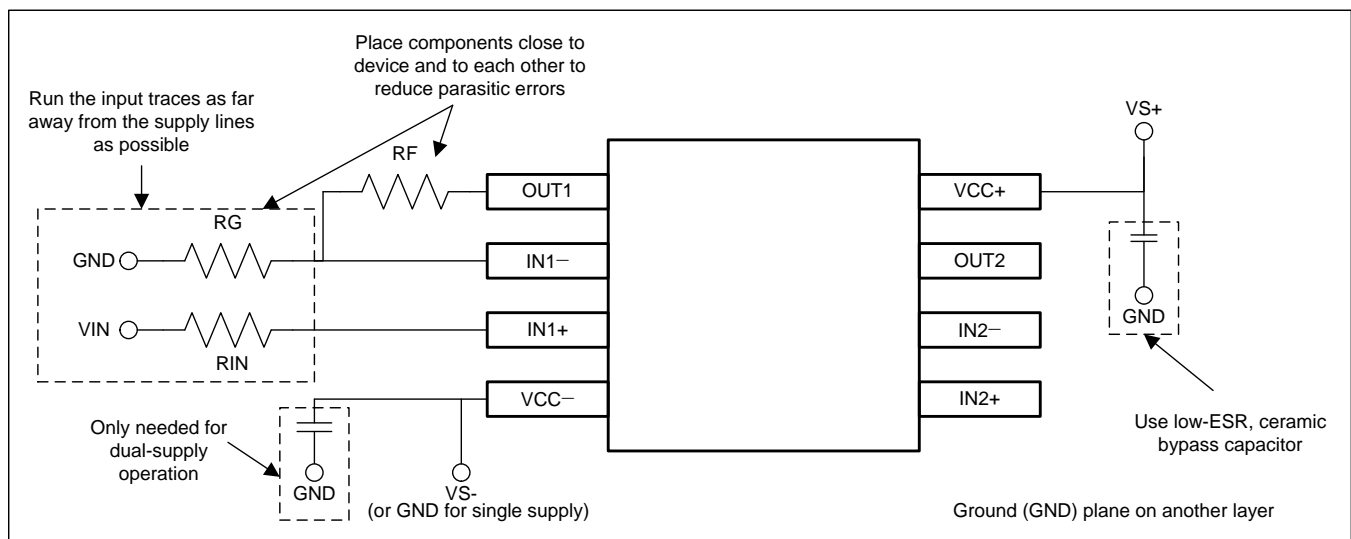 Place components close to
device and to each other to
reduce parasitic errors
Run the input traces as far
away from the supply lines
as possible
VS+
RF
OUT1
VCC+
RG
GND
IN1−
OUT2
VIN
IN1+
GND
IN2−
RIN
VCC−
IN2+
Only needed for
dual-supply
operation
Use low-ESR, ceramic
bypass capacitor
GND
VS-
(or GND for single supply)
Ground (GND) plane on another layer